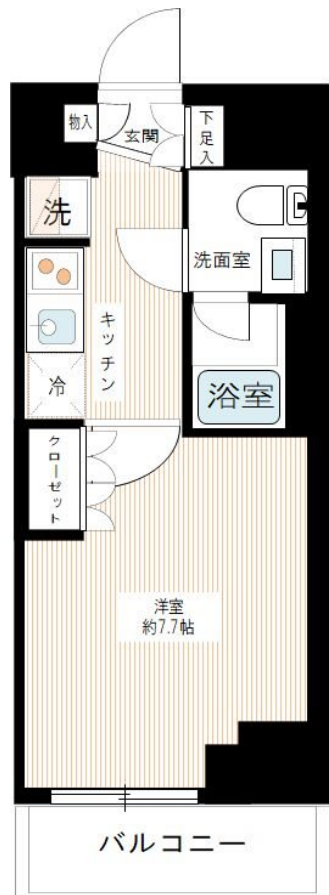 物入
玄関
下足入
洗
洗面室
キッチン
冷
浴室
クローゼット
洋室
約7.7帖
バルコニー